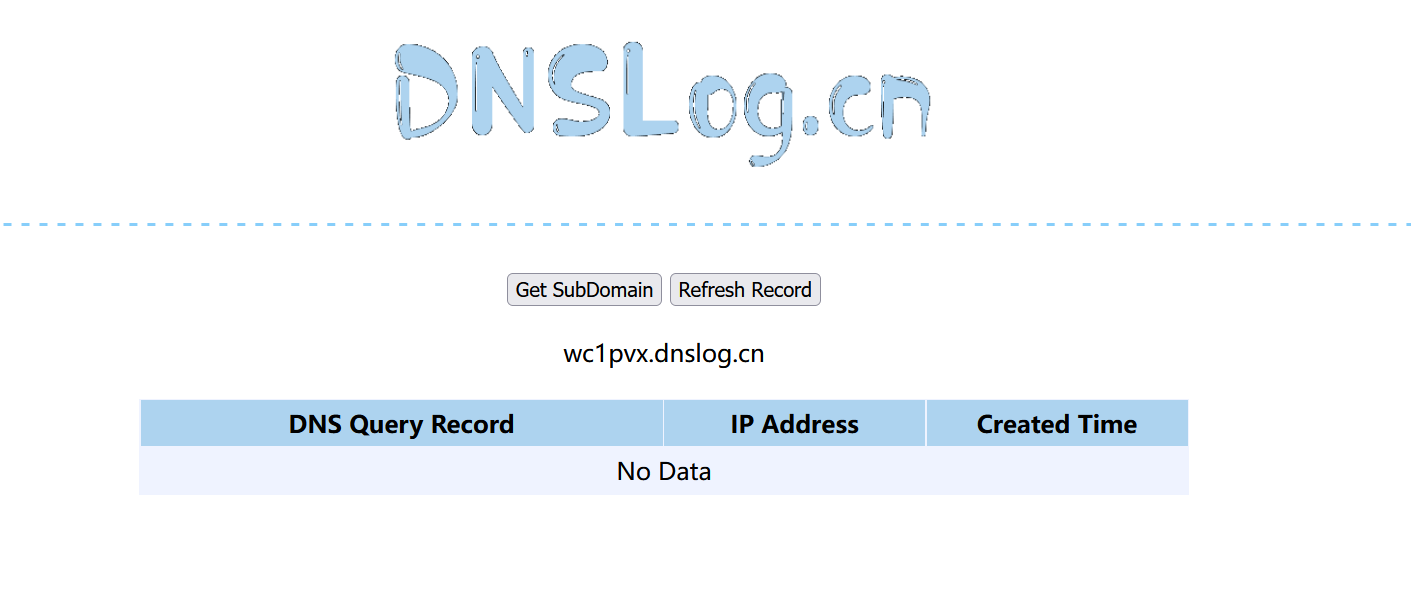 DNSLog.cn
Get SubDomain Refresh Record
wc1pvx.dnslog.cn
DNS Query Record IP Address Created Time
No Data